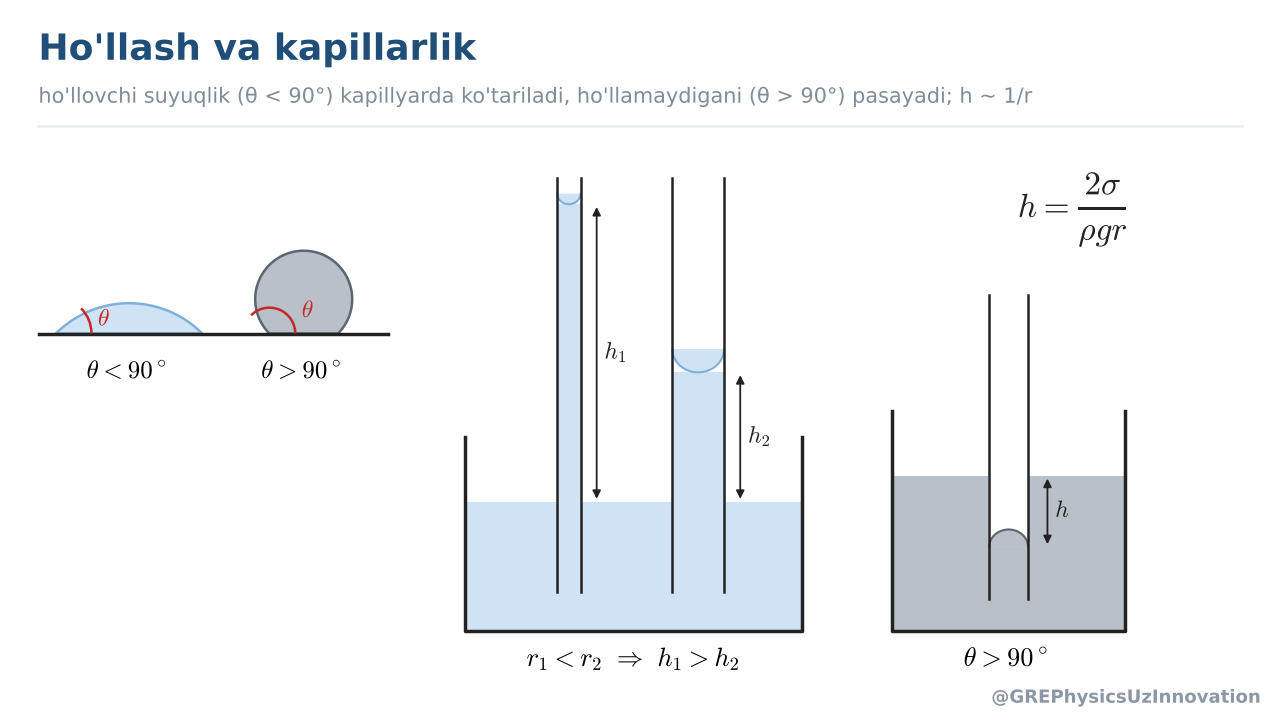 Ho'llash va kapillarlik
ho'llovchi suyuqlik (θ < 90°) kapillyarda ko'tariladi, ho'llamaydigani (θ > 90°) pasayadi; h ~ 1/r
h = 2σ / ρgr
θ
θ
θ < 90°
θ > 90°
h₁
h₂
h
r₁ < r₂ ⇒ h₁ > h₂
θ > 90°
@GREPhysicsUzInnovation